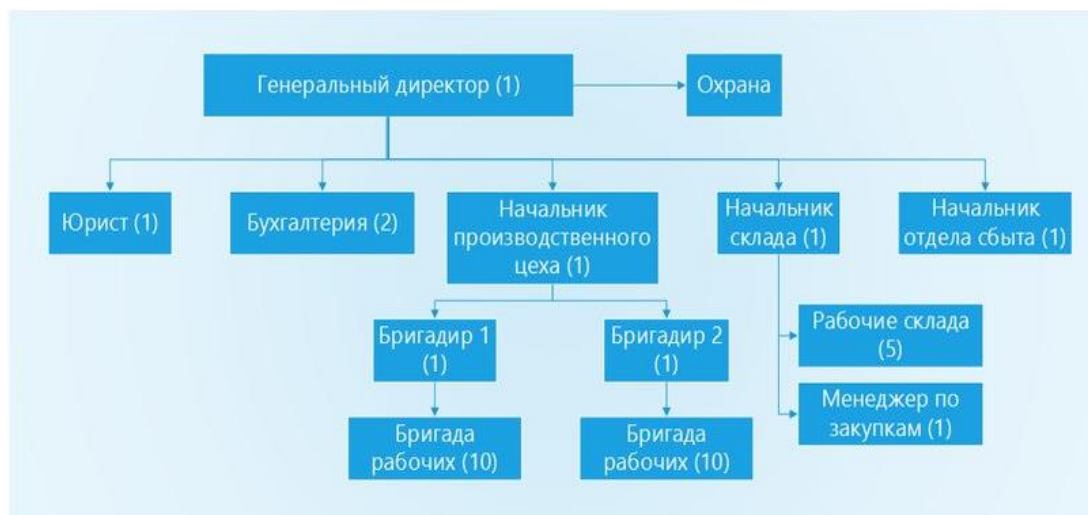 Генеральный директор (1)
Охрана
Юрист (1)
Бухгалтерия (2)
Начальник
производственного
цеха (1)
Начальник
склада (1)
Начальник
отдела сбыта (1)
Бригадир 1
(1)
Бригадир 2
(1)
Рабочие склада
(5)
Менеджер по
закупкам (1)
Бригада
рабочих (10)
Бригада
рабочих (10)